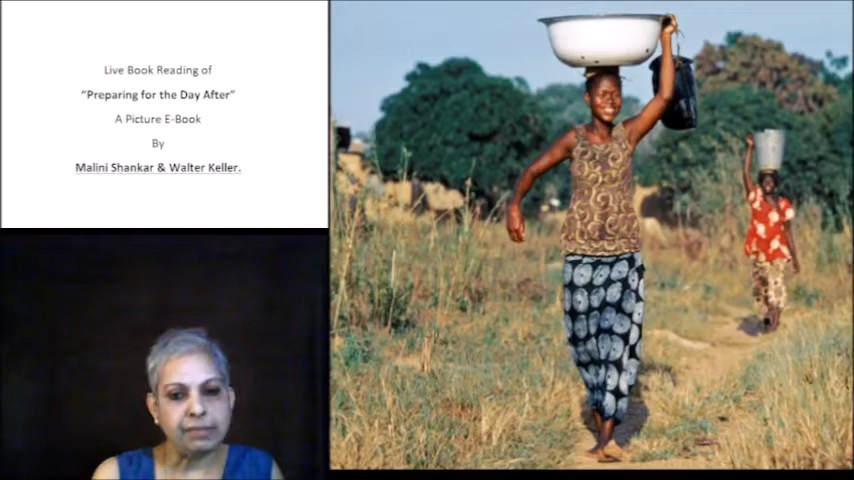 Live Book Reading of
“Preparing for the Day After”
A Picture E-Book
By
Malini Shankar & Walter Keller.